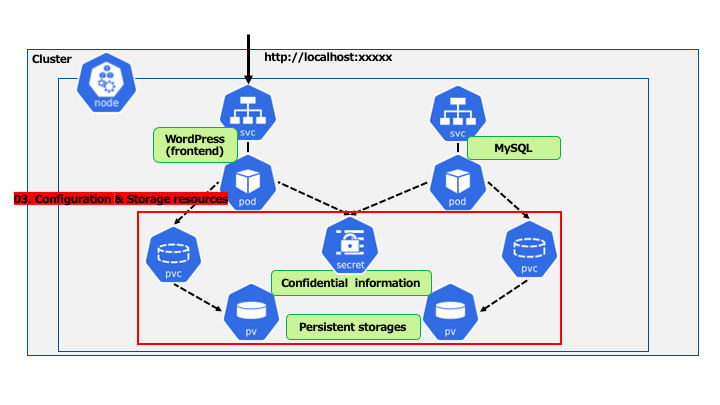 http://localhost:xxxxx
Cluster
node
svc
svc
WordPress
(frontend)
MySQL
pod
pod
03. Configuration & Storage resources
secret
pvc
pvc
Confidential information
pv
Persistent storages
pv